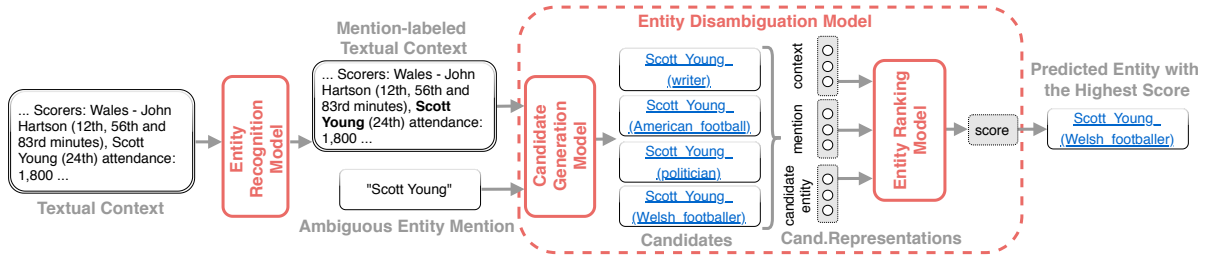 Entity Disambiguation Model
Mention-labeled
Textual Context
... Scorers: Wales - John
Hartson (12th, 56th and
83rd minutes), Scott
Young (24th) attendance:
1,800 ...
Textual Context
Entity
Recognition
Model
... Scorers: Wales - John
Hartson (12th, 56th and
83rd minutes), Scott
Young (24th) attendance:
1,800 ...
"Scott Young"
Ambiguous Entity Mention
Candidate
Generation
Model
Scott_Young_
(writer)
Scott_Young_
(American_football)
Scott_Young_
(politician)
Scott_Young_
(Welsh_footballer)
Candidates
context
mention
candidate
entity
Cand.Representations
Entity Ranking
Model
score
Predicted Entity with
the Highest Score
Scott_Young_
(Welsh_footballer)